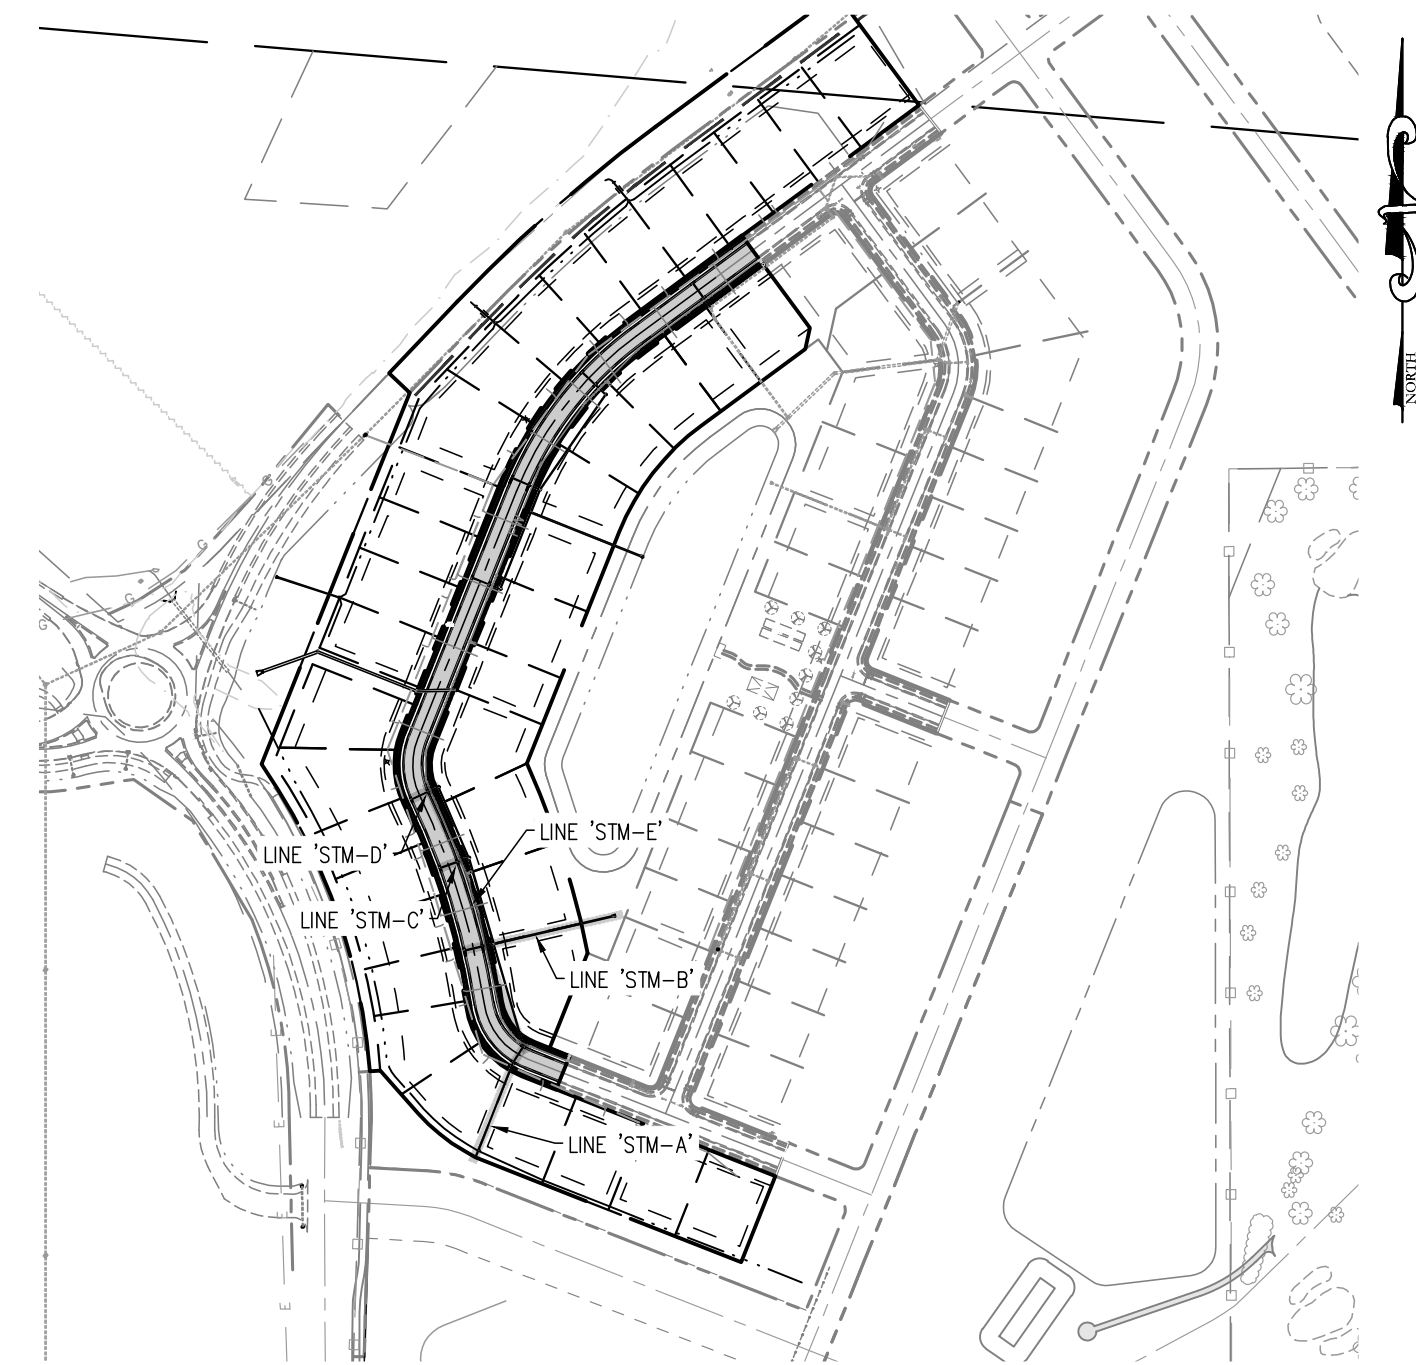 NORTH
G
G
G
LINE 'STM-E'
LINE 'STM-D'
LINE 'STM-C'
LINE 'STM-B'
E
E
LINE 'STM-A'
E